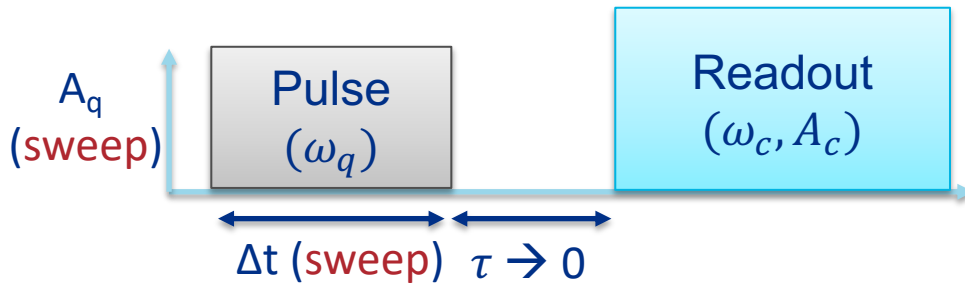 A_q
(sweep)
Pulse
(ω_q)
Readout
(ω_c, A_c)
Δt (sweep)
τ → 0